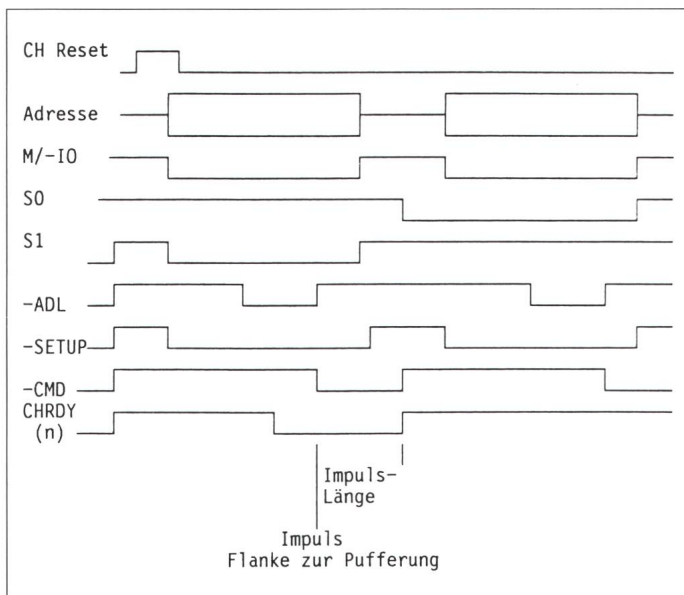 CH Reset
Adresse
M/-IO
S0
S1
-ADL
-SETUP
-CMD
CHRDY
(n)
Impuls-
Länge
Impuls
Flanke zur Pufferung